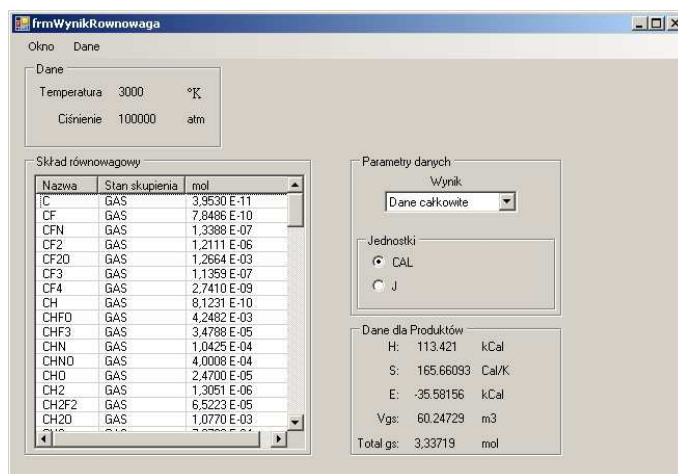 frmWynikRownowaga
Okno Dane
Dane
Temperatura 3000 °K
Ciśnienie 100000 atm
Skład równowagowy
Nazwa Stan skupienia mol
C GAS 3,9530 E-11
CF GAS 7,8486 E-10
CFN GAS 1,3388 E-07
CF2 GAS 1,2111 E-06
CF2O GAS 1,2664 E-03
CF3 GAS 1,1359 E-07
CF4 GAS 2,7410 E-09
CH GAS 8,1231 E-10
CHFO GAS 4,2482 E-03
CHF3 GAS 3,4788 E-05
CHN GAS 1,0425 E-04
CHNO GAS 4,0008 E-04
CHO GAS 2,4700 E-05
CH2 GAS 1,3051 E-06
CH2F2 GAS 6,5223 E-05
CH2O GAS 1,0770 E-03
Parametry danych
Wynik
Dane całkowite
Jednostki
CAL
J
Dane dla Produktów
H: 113.421 kCal
S: 165.66093 Cal/K
E: -35.58156 kCal
Vgs: 60.24729 m3
Total gs: 3,33719 mol